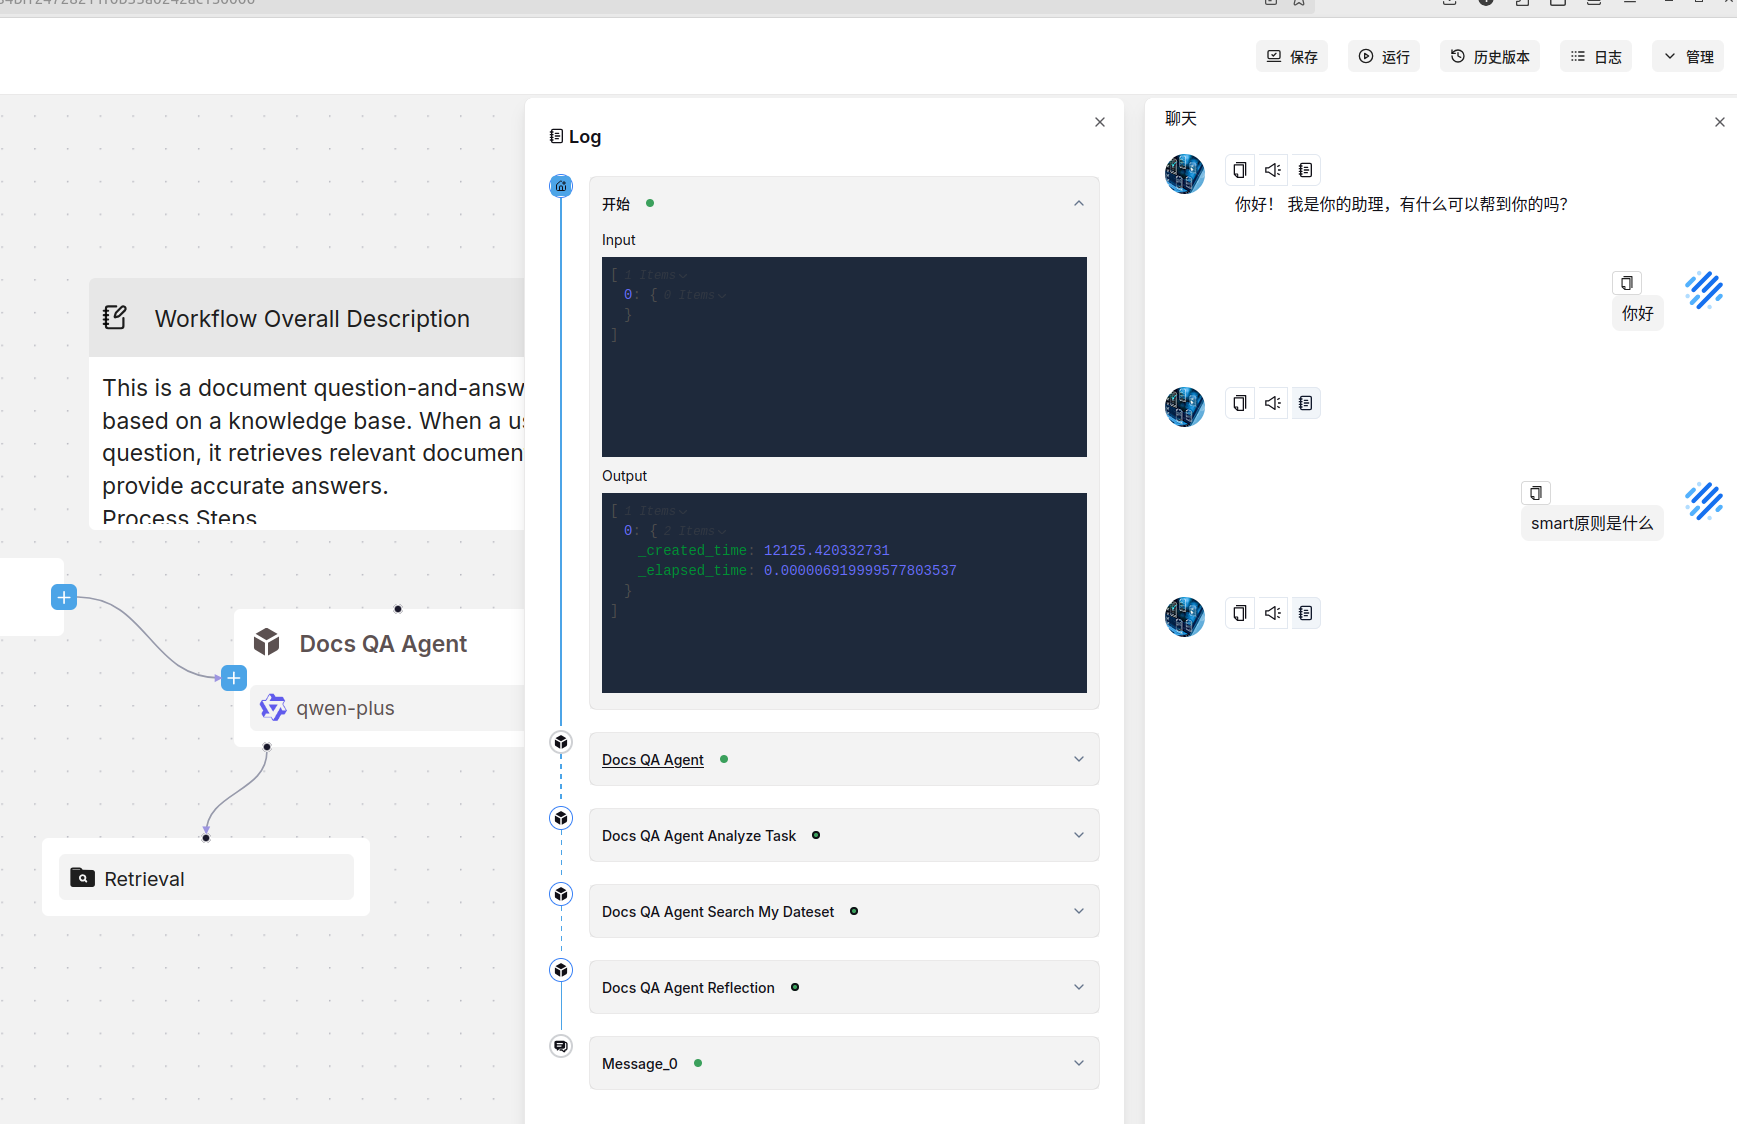 保存
运行
历史版本
日志
管理
Workflow Overall Description
This is a document question-and-answ
based on a knowledge base. When a us
question, it retrieves relevant documen
provide accurate answers.
Process Steps
Docs QA Agent
qwen-plus
Retrieval
Log
开始
Input
[ 1 Items
0: { 0 Items
}
]
Output
[ 1 Items
0: { 2 Items
_created_time: 12125.420332731
_elapsed_time: 0.000006919999577803537
}
]
Docs QA Agent
Docs QA Agent Analyze Task
Docs QA Agent Search My Dateset
Docs QA Agent Reflection
Message_0
聊天
你好! 我是你的助理，有什么可以帮到你的吗?
你好
smart原则是什么